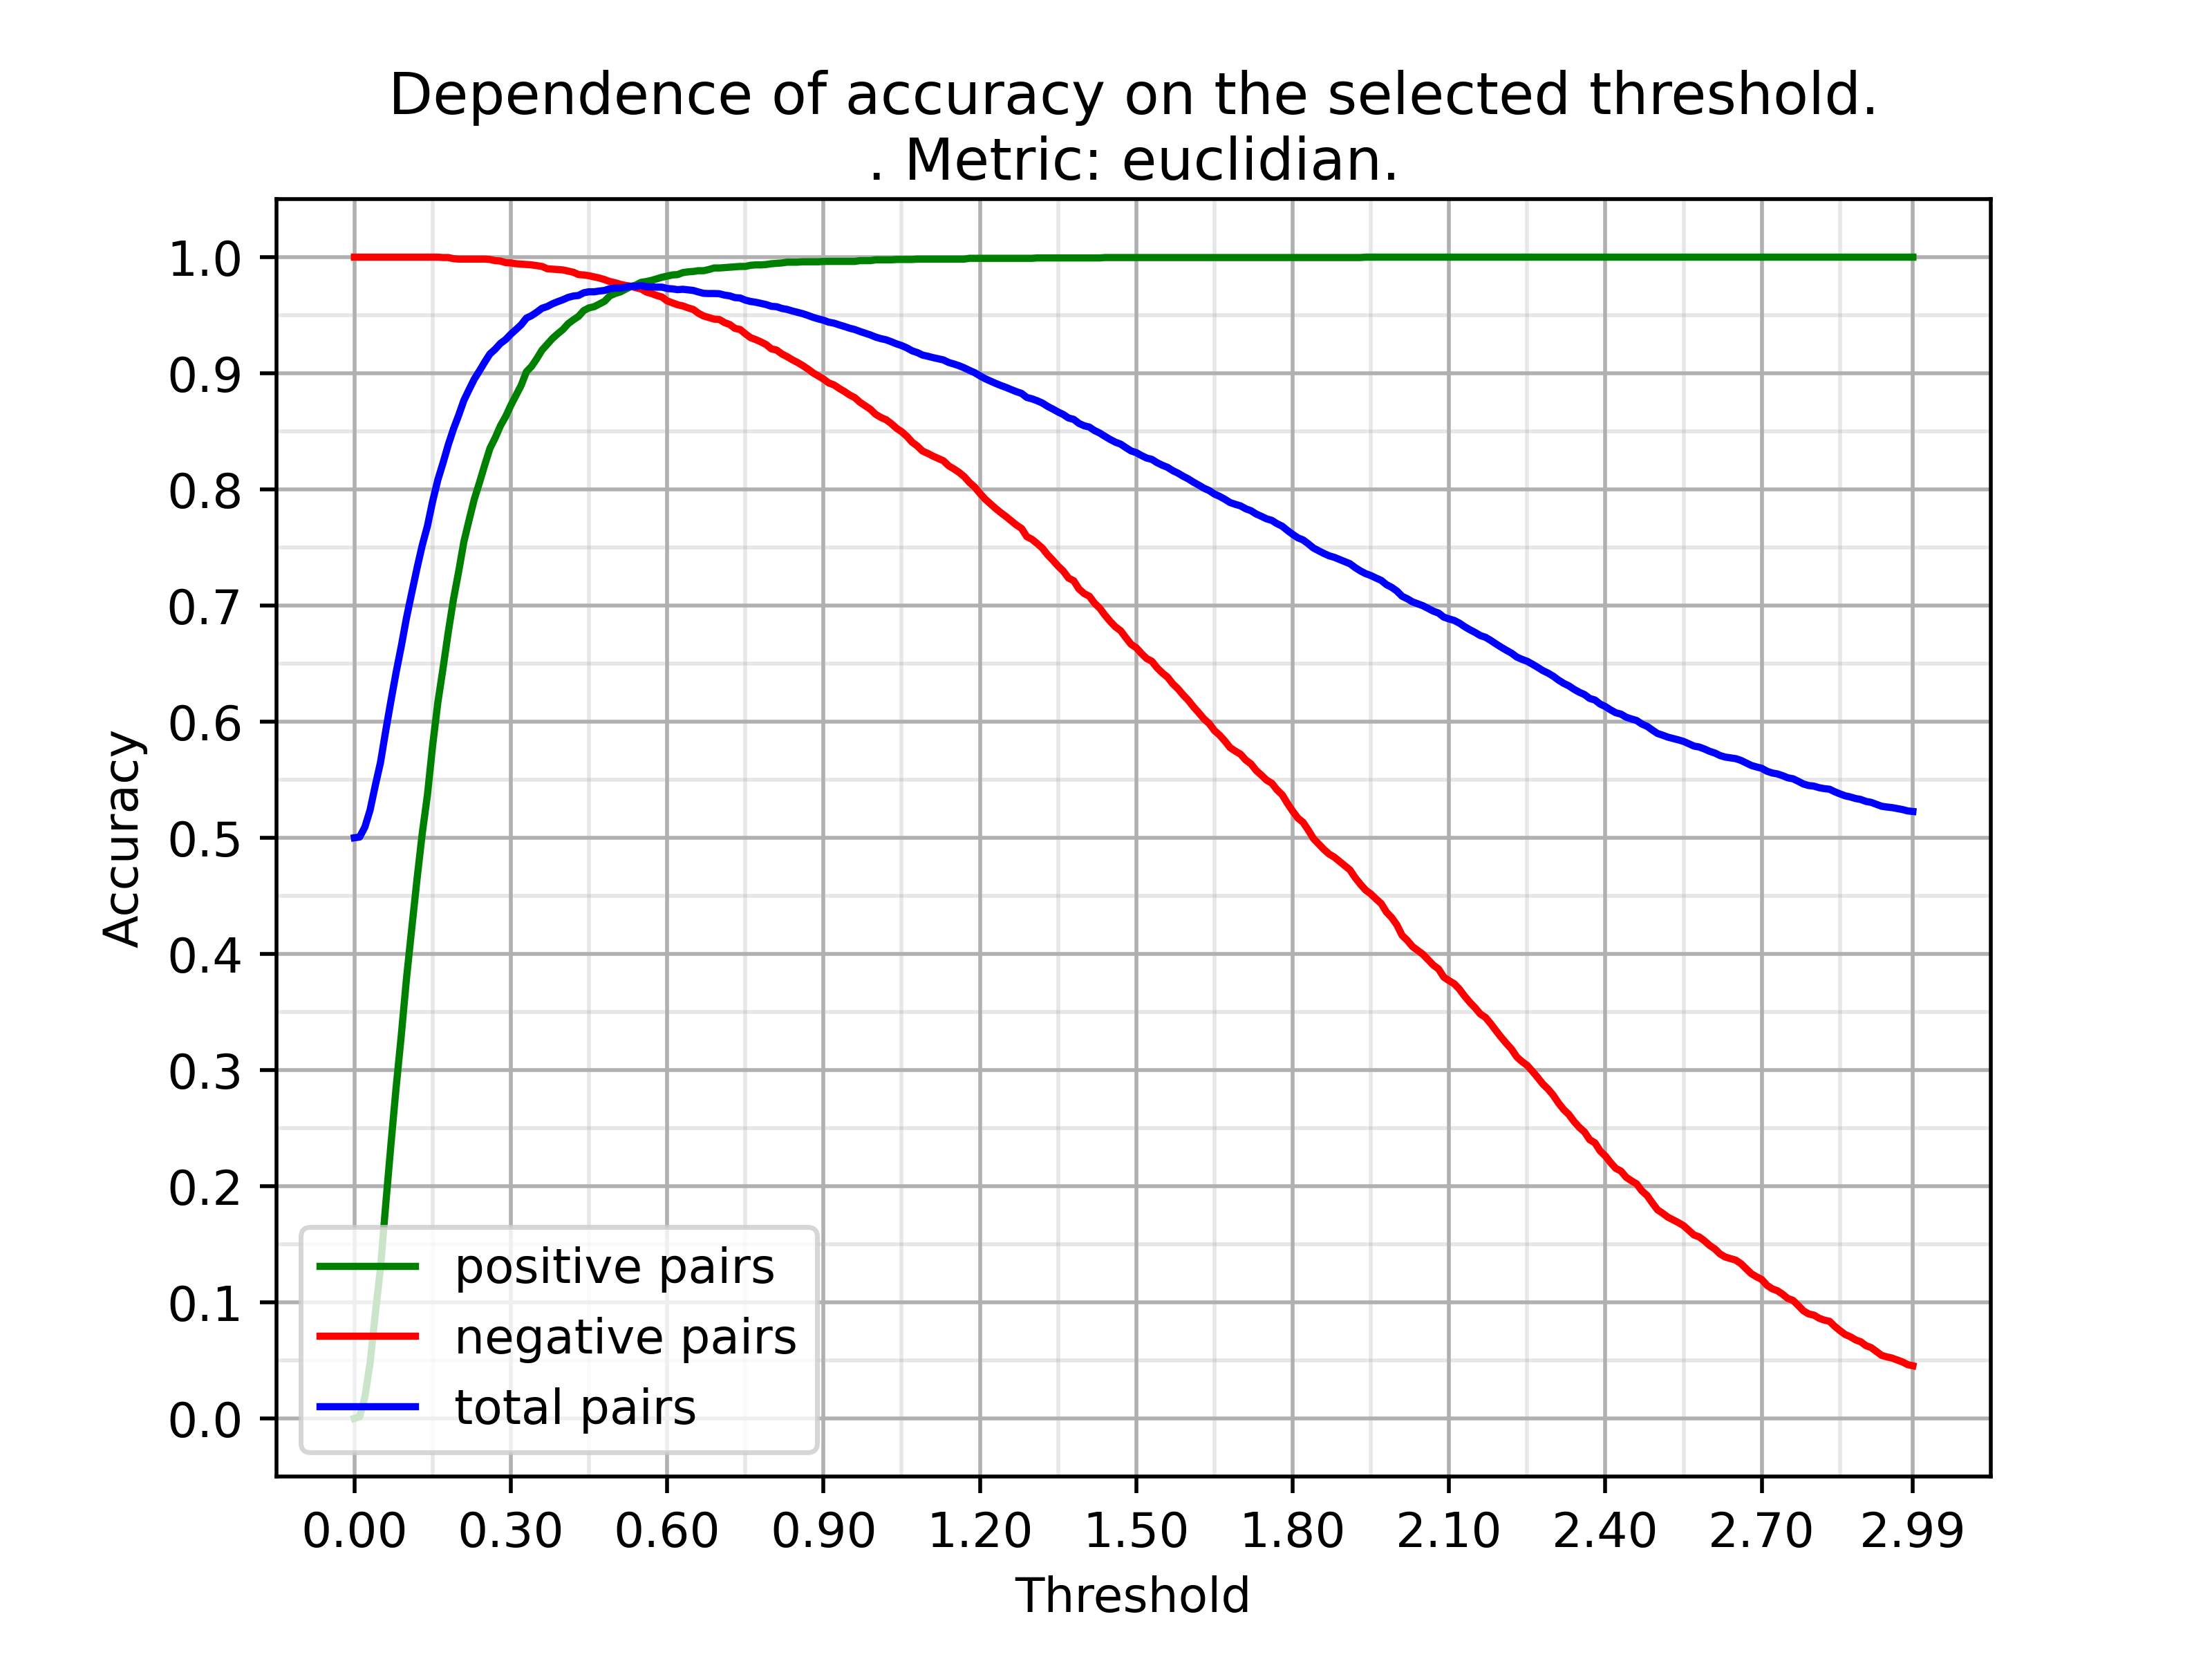 Dependence of accuracy on the selected threshold.
. Metric: euclidian.
1.0
0.9
0.8
0.7
0.6
0.5
0.4
0.3
0.2
0.1
0.0
Accuracy
positive pairs
negative pairs
total pairs
0.00 0.30 0.60 0.90 1.20 1.50 1.80 2.10 2.40 2.70 2.99
Threshold